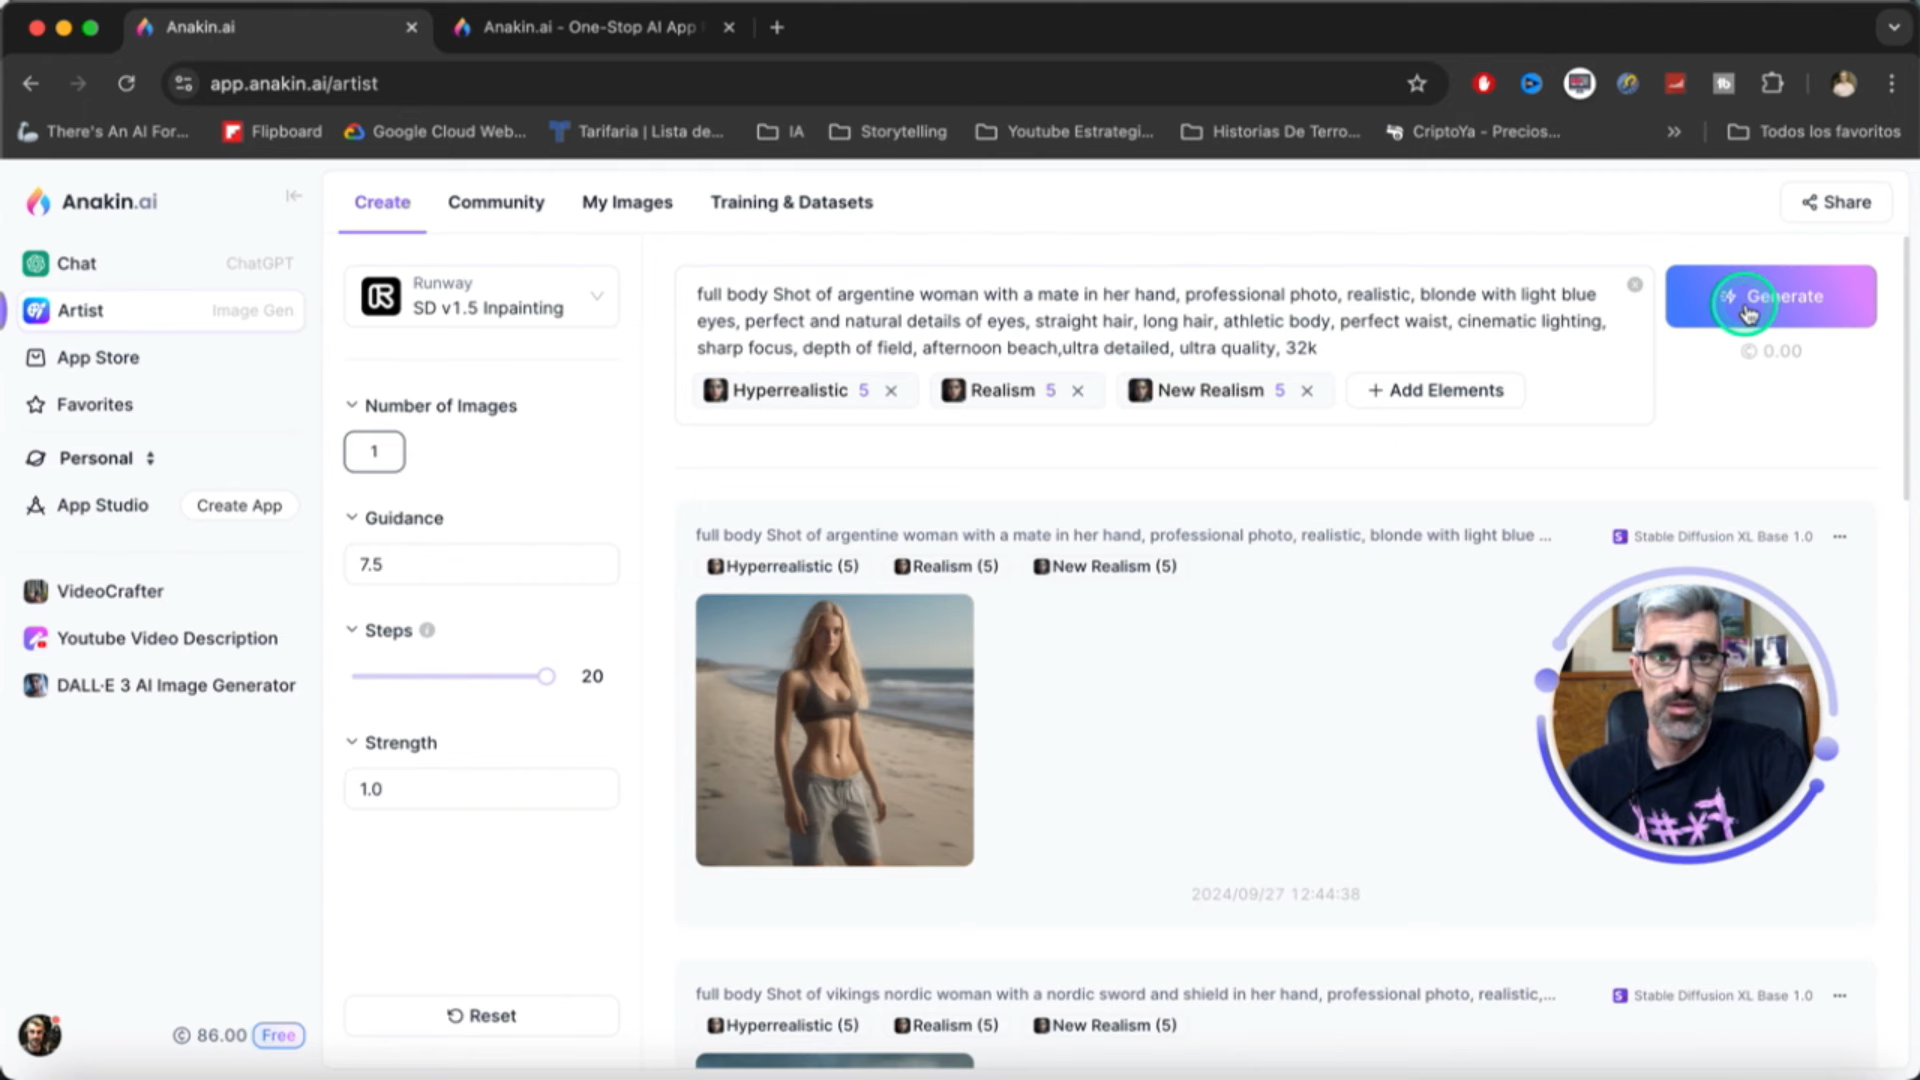 Anakin.ai
Anakin.ai - One-Stop AI App
app.anakin.ai/artist
There's An AI For...
Flipboard
Google Cloud Web...
Tarifaria | Lista de...
IA
Storytelling
Youtube Estrategi...
Historias De Terro...
CriptoYa - Precios...
Todos los favoritos
Anakin.ai
Chat
ChatGPT
Artist
Image Gen
App Store
Favorites
Personal
App Studio
Create App
VideoCrafter
Youtube Video Description
DALL·E 3 AI Image Generator
86.00
Free
Create
Community
My Images
Training & Datasets
Share
Runway
SD v1.5 Inpainting
Number of Images
1
Guidance
7.5
Steps
20
Strength
1.0
Reset
full body Shot of argentine woman with a mate in her hand, professional photo, realistic, blonde with light blue
eyes, perfect and natural details of eyes, straight hair, long hair, athletic body, perfect waist, cinematic lighting,
sharp focus, depth of field, afternoon beach,ultra detailed, ultra quality, 32k
Hyperrealistic 5
Realism 5
New Realism 5
+ Add Elements
Generate
0.00
full body Shot of argentine woman with a mate in her hand, professional photo, realistic, blonde with light blue ...
Stable Diffusion XL Base 1.0
Hyperrealistic (5)
Realism (5)
New Realism (5)
2024/09/27 12:44:38
full body Shot of vikings nordic woman with a nordic sword and shield in her hand, professional photo, realistic,...
Stable Diffusion XL Base 1.0
Hyperrealistic (5)
Realism (5)
New Realism (5)